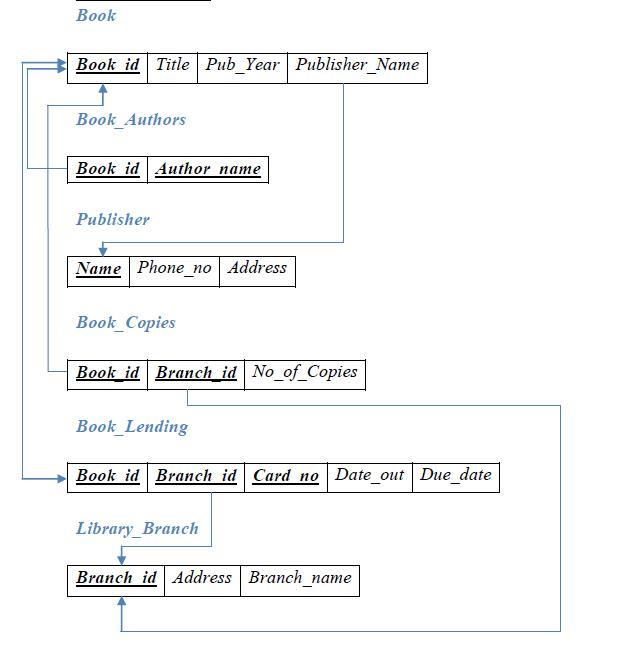 Book
Book_id Title Pub_Year Publisher_Name
Book_Authors
Book_id Author_name
Publisher
Name Phone_no Address
Book_Copies
Book_id Branch_id No_of_Copies
Book_Lending
Book_id Branch_id Card_no Date_out Due_date
Library_Branch
Branch_id Address Branch_name